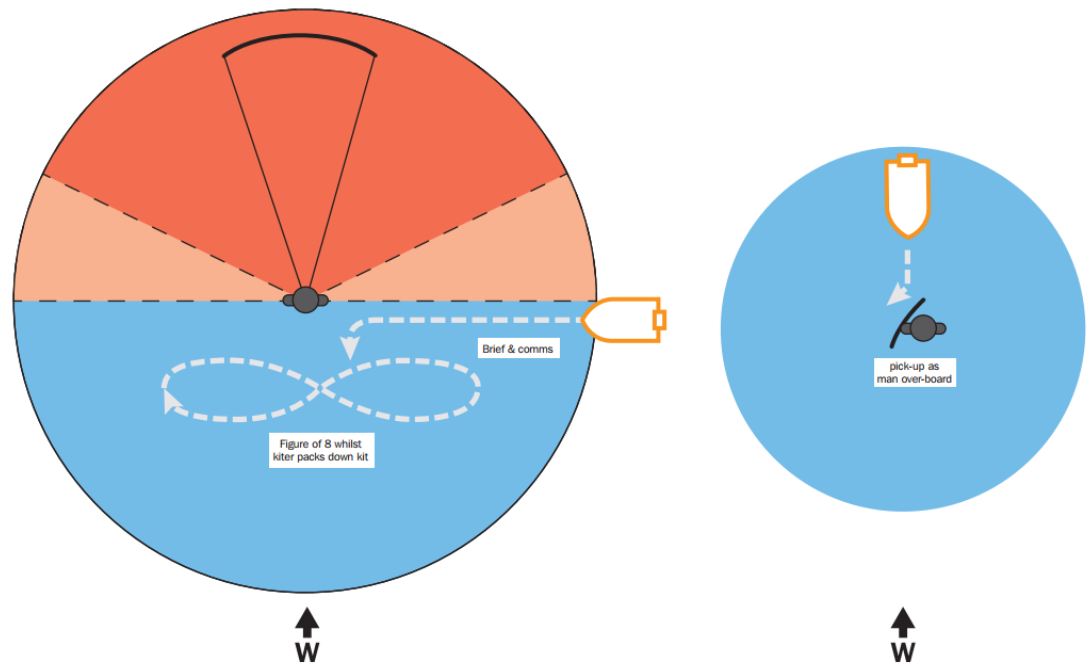 Brief & comms
Figure of 8 whilst
kiter packs down kit
pick-up as
man over-board
W
W